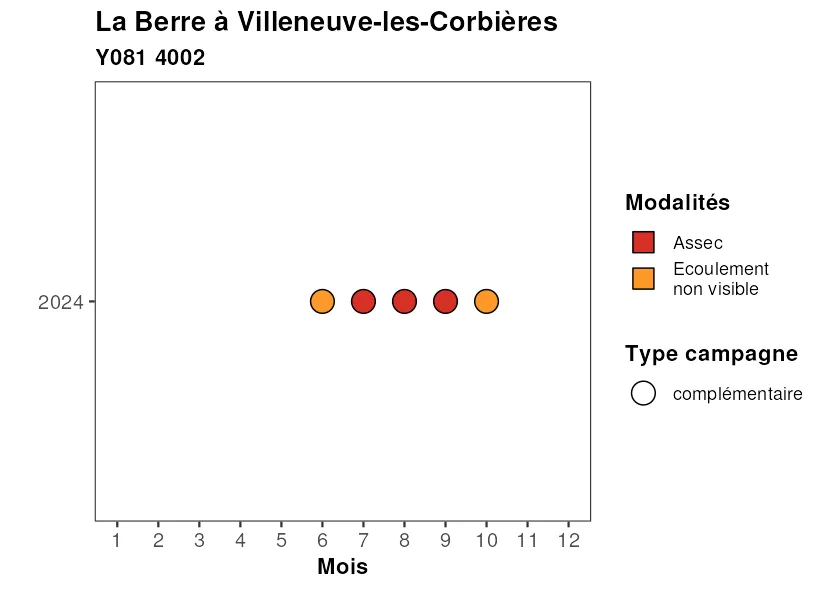 La Berre à Villeneuve-les-Corbières
Y081 4002
2024
1 2 3 4 5 6 7 8 9 10 11 12
Mois
Modalités
Assec
Ecoulement
non visible
Type campagne
complémentaire